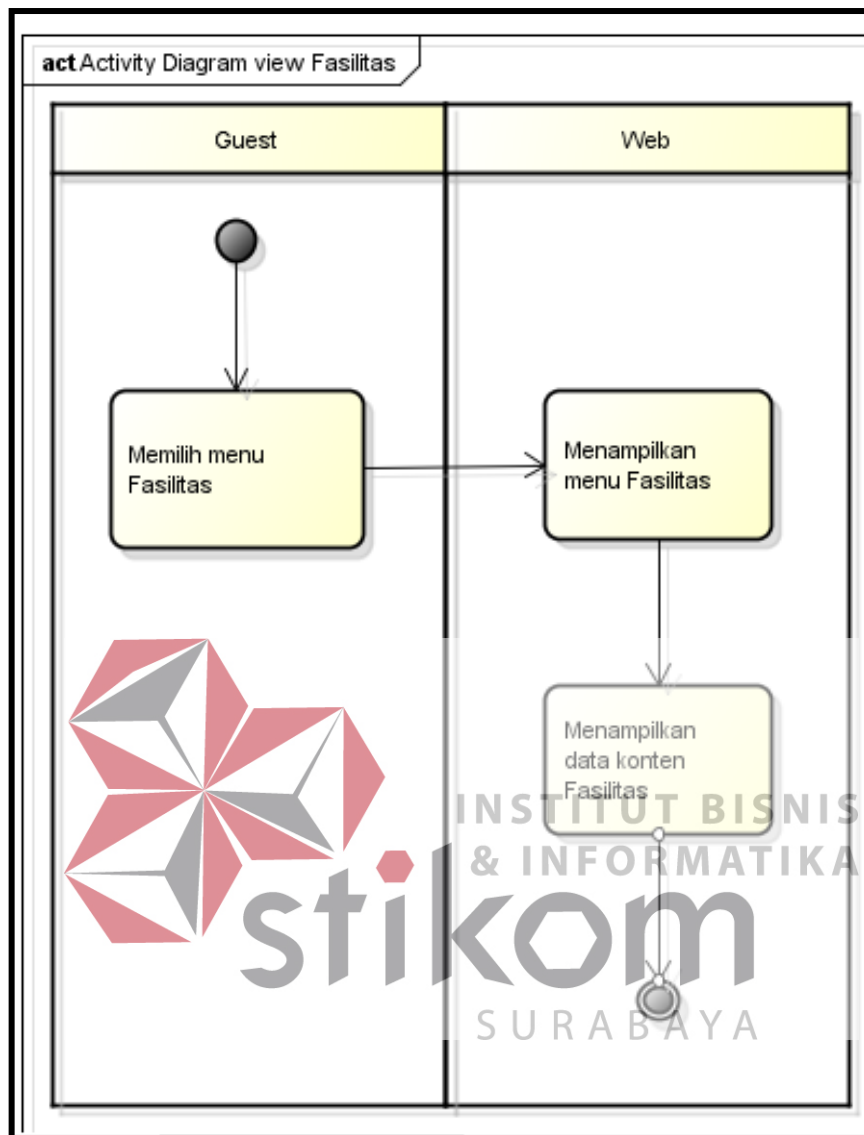 act Activity Diagram view Fasilitas
Guest
Web
Memilih menu
Fasilitas
Menampilkan
menu Fasilitas
Menampilkan
data konten
Fasilitas
INSTITUT BISNIS
& INFORMATIKA
stikom
SURABAYA